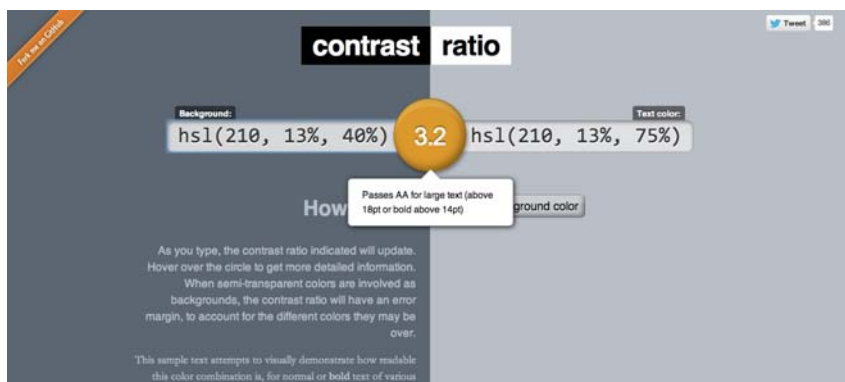 Fork me on GitHub
Tweet 386
contrast ratio
Background:
Text color:
hsl(210, 13%, 40%) 3.2 hsl(210, 13%, 75%)
Passes AA for large text (above
18pt or bold above 14pt)
How
ground color
As you type, the contrast ratio indicated will update.
Hover over the circle to get more detailed information.
When semi-transparent colors are involved as
backgrounds, the contrast ratio will have an error
margin, to account for the different colors they may be
over.
This sample text attempts to visually demonstrate how readable
this color combination is, for normal or bold text of various